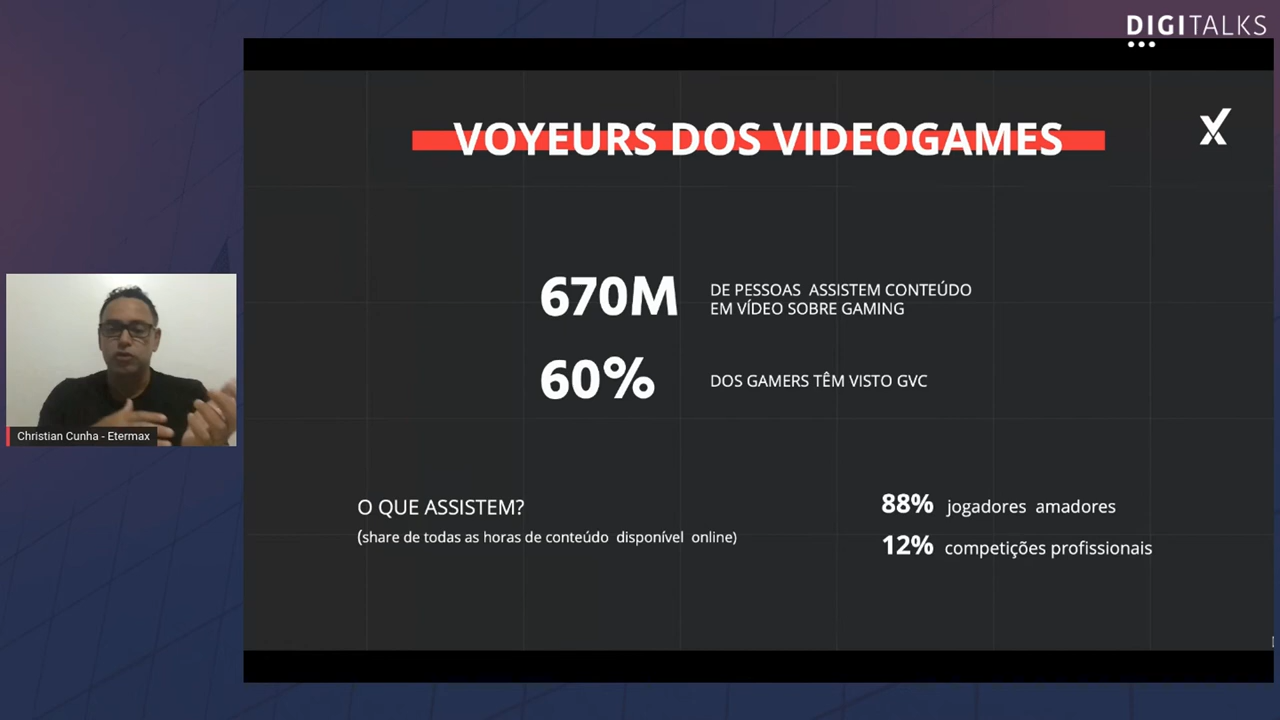 DIGITALKS
VOYEURS DOS VIDEOGAMES
670M DE PESSOAS ASSISTEM CONTEÚDO
EM VÍDEO SOBRE GAMING
60% DOS GAMERS TÊM VISTO GVC
Christian Cunha - Etermax
O QUE ASSISTEM?
(share de todas as horas de conteúdo disponível online)
88% jogadores amadores
12% competições profissionais